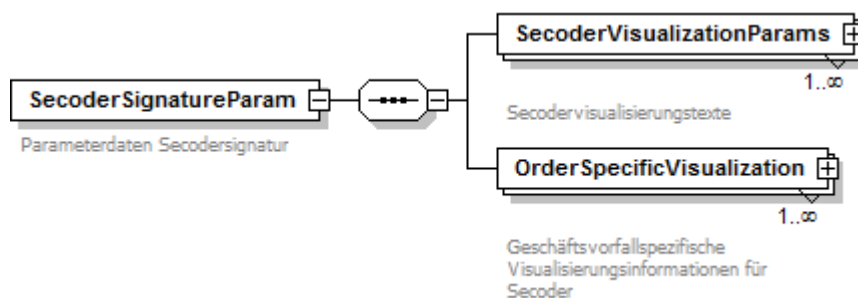 SecoderVisualizationParams
1..∞
Secodervisualisierungstexte
SecoderSignatureParam
Parameterdaten Secodersignatur
OrderSpecificVisualization
1..∞
Geschäftsvorfallspezifische
Visualisierungsinformationen für
Secoder